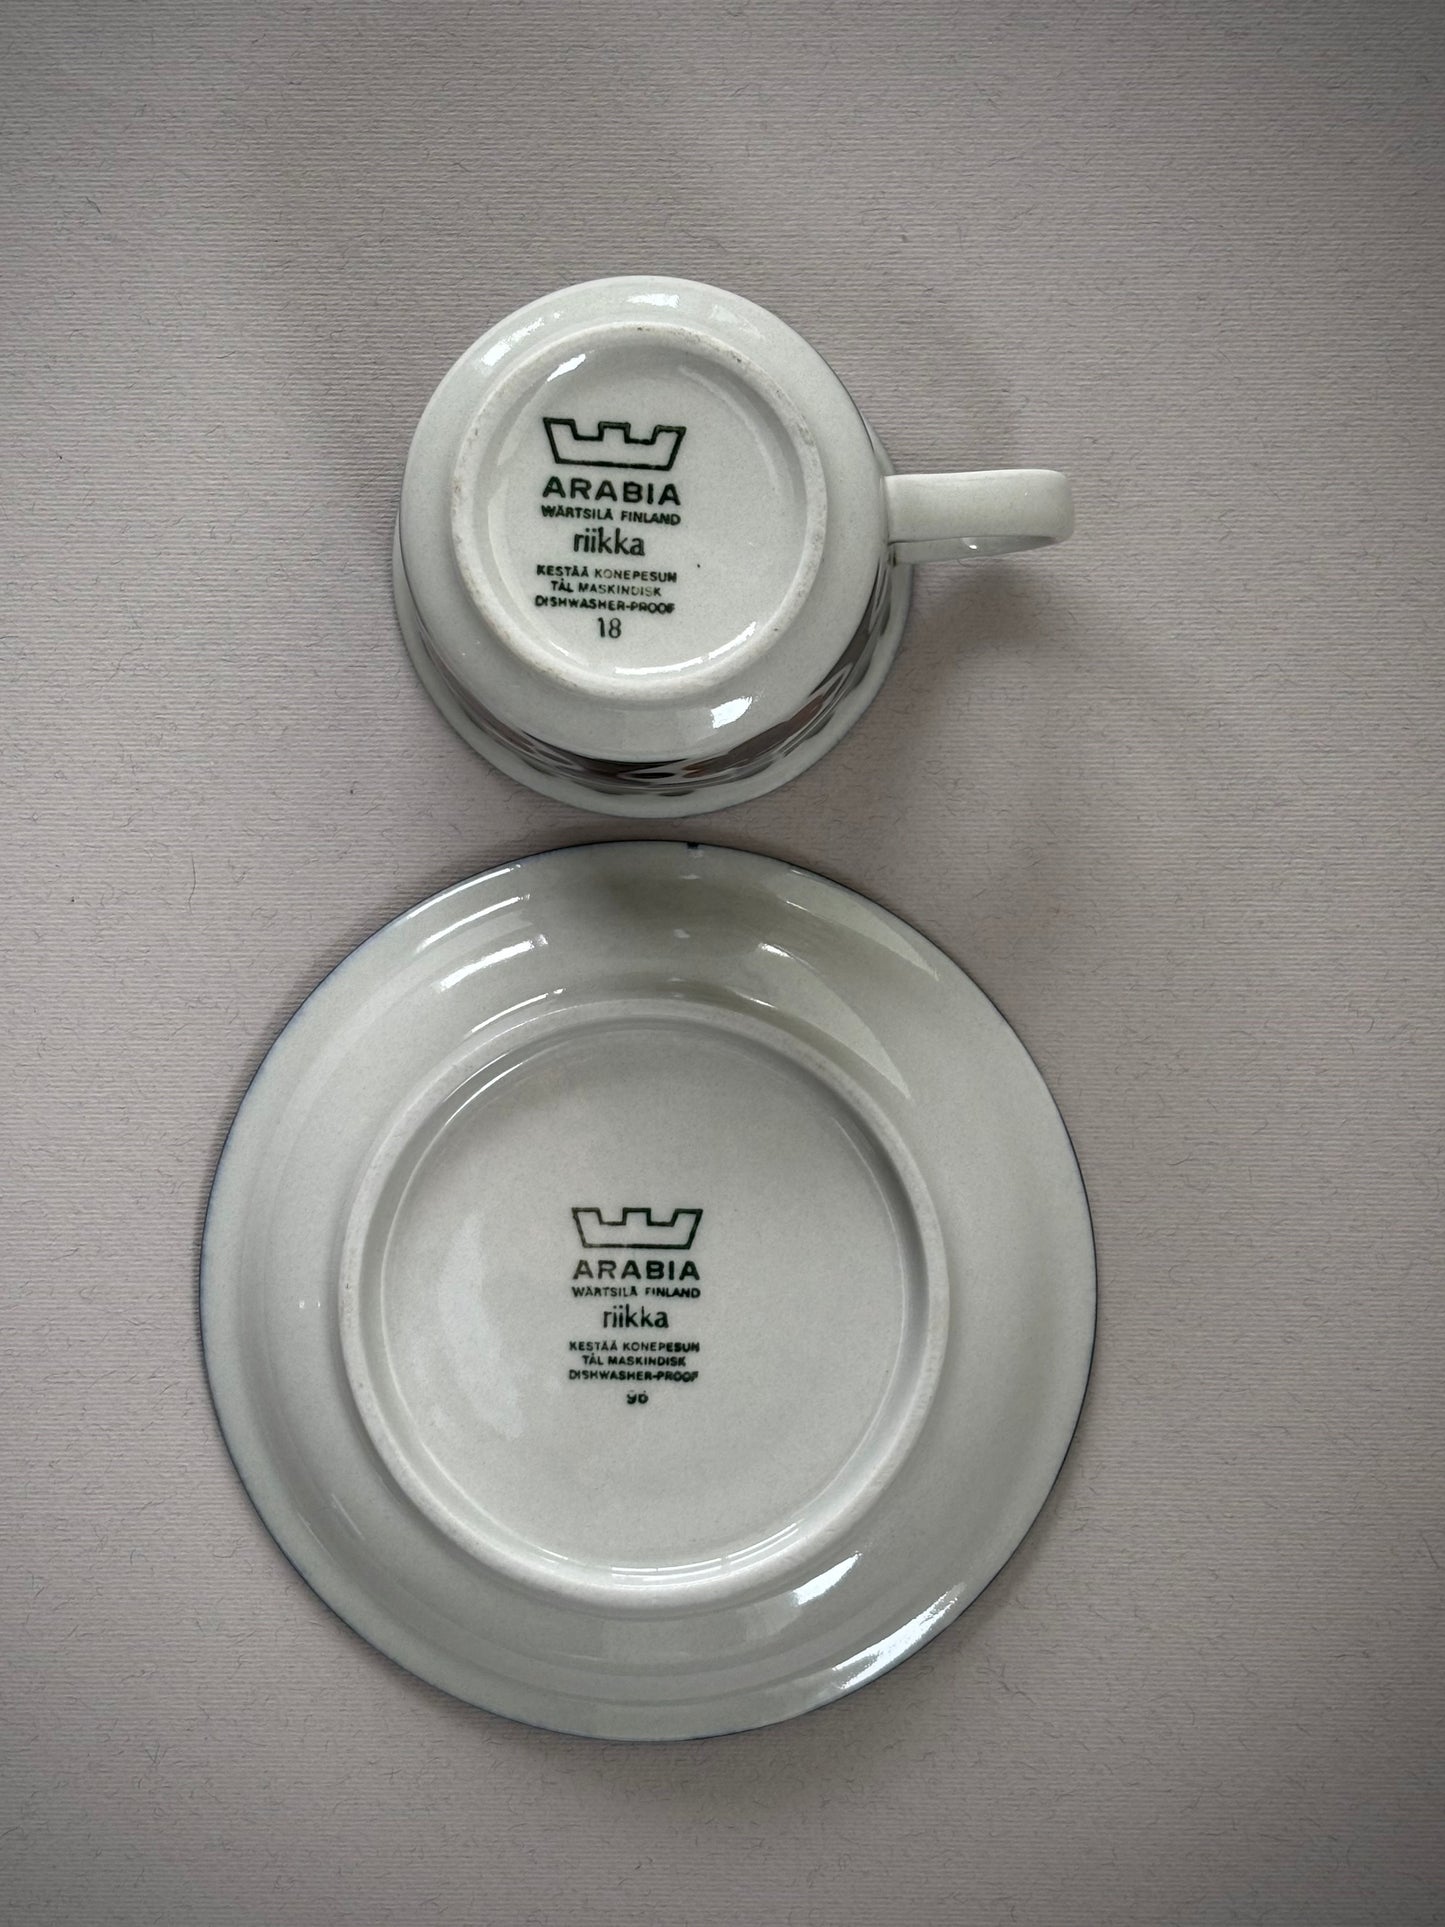 ARABIA
WÄRTSILÄ FINLAND
riikka
KESTÄÄ KONEPESUN
TÅL MASKINDISK
DISHWASHER-PROOF
18
ARABIA
WÄRTSILÄ FINLAND
riikka
KESTÄÄ KONEPESUN
TÅL MASKINDISK
DISHWASHER-PROOF
96